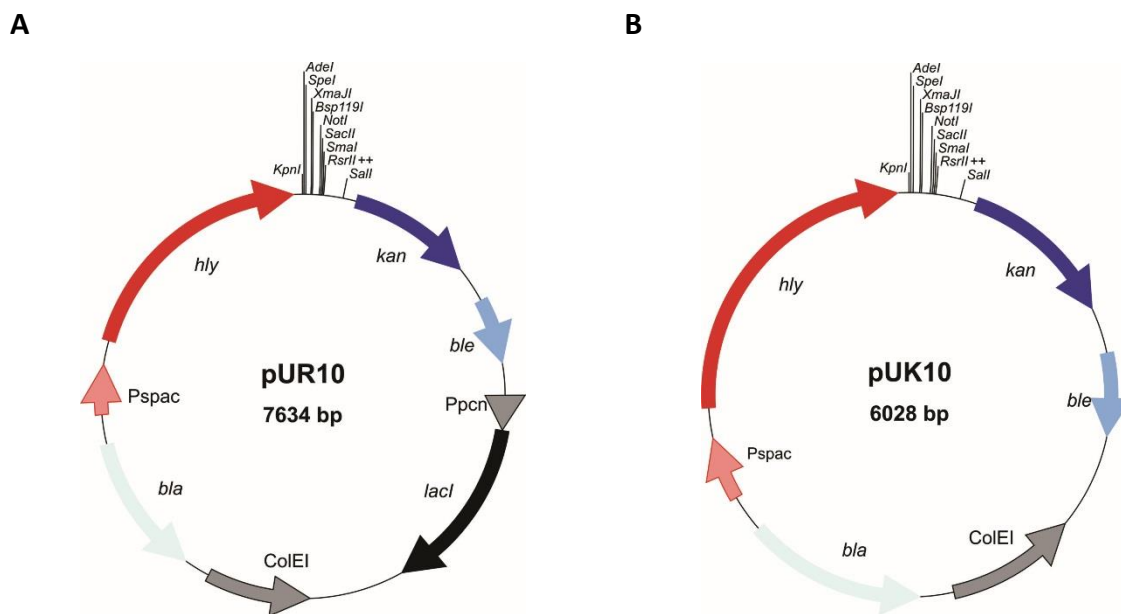 A
AdeI
SpeI
XmaJI
Bsp119I
NotI
SacII
SmaI
RsrII ++
KpnI
SalI
hly
kan
ble
pUR10
7634 bp
Pspac
Ppcn
bla
lacI
ColEI
B
AdeI
SpeI
XmaJI
Bsp119I
NotI
SacII
SmaI
RsrII ++
KpnI
SalI
hly
kan
pUK10
6028 bp
ble
Pspac
bla
ColEI